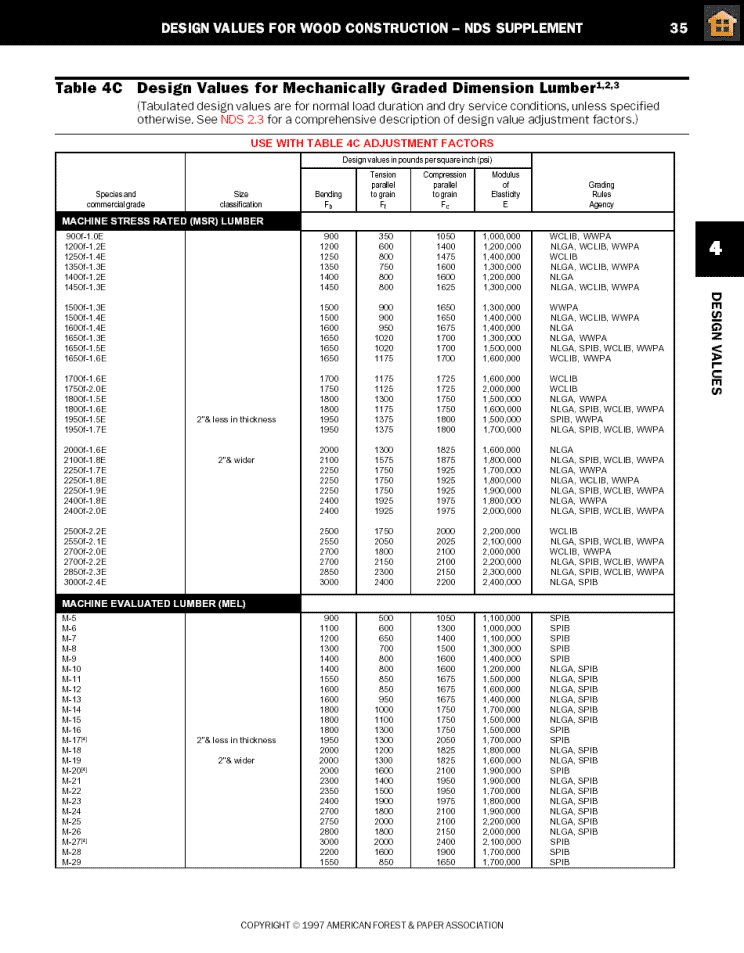 DESIGN VALUES FOR WOOD CONSTRUCTION – NDS SUPPLEMENT 35
Table 4C Design Values for Mechanically Graded Dimension Lumber1,2,3
(Tabulated design values are for normal load duration and dry service conditions, unless specified
otherwise. See NDS 2.3 for a comprehensive description of design value adjustment factors.)
USE WITH TABLE 4C ADJUSTMENT FACTORS
Design values in pounds per square inch (psi)
Species and commercial grade Size classification Bending Fb Tension parallel to grain Ft Compression parallel to grain Fc Modulus of Elasticity E Grading Rules Agency
MACHINE STRESS RATED (MSR) LUMBER
900f-1.0E 900 350 1050 1,000,000 WCLIB, WWPA
1200f-1.2E 1200 600 1400 1,200,000 NLGA, WCLIB, WWPA
1250f-1.4E 1250 800 1475 1,400,000 WCLIB
1350f-1.3E 1350 750 1600 1,300,000 NLGA, WCLIB, WWPA
1400f-1.2E 1400 800 1600 1,200,000 NLGA
1450f-1.3E 1450 800 1625 1,300,000 NLGA, WCLIB, WWPA
1500f-1.3E 1500 900 1650 1,300,000 WWPA
1500f-1.4E 1500 900 1650 1,400,000 NLGA, WCLIB, WWPA
1600f-1.4E 1600 950 1675 1,400,000 NLGA
1650f-1.3E 1650 1020 1700 1,300,000 NLGA, WWPA
1650f-1.5E 1650 1020 1700 1,500,000 NLGA, SPIB, WCLIB, WWPA
1650f-1.6E 1650 1175 1700 1,600,000 WCLIB, WWPA
1700f-1.6E 1700 1175 1725 1,600,000 WCLIB
1750f-2.0E 1750 1125 1725 2,000,000 WCLIB
1800f-1.5E 1800 1300 1750 1,500,000 NLGA, WWPA
1800f-1.6E 1800 1175 1750 1,600,000 NLGA, SPIB, WCLIB, WWPA
1950f-1.5E 2"& less in thickness 1950 1375 1800 1,500,000 SPIB, WWPA
1950f-1.7E 1950 1375 1800 1,700,000 NLGA, SPIB, WCLIB, WWPA
2000f-1.6E 2000 1300 1825 1,600,000 NLGA
2100f-1.8E 2"& wider 2100 1575 1875 1,800,000 NLGA, SPIB, WCLIB, WWPA
2250f-1.7E 2250 1750 1925 1,700,000 NLGA, WWPA
2250f-1.8E 2250 1750 1925 1,800,000 NLGA, WCLIB, WWPA
2250f-1.9E 2250 1750 1925 1,900,000 NLGA, SPIB, WCLIB, WWPA
2400f-1.8E 2400 1925 1975 1,800,000 NLGA, WWPA
2400f-2.0E 2400 1925 1975 2,000,000 NLGA, SPIB, WCLIB, WWPA
2500f-2.2E 2500 1750 2000 2,200,000 WCLIB
2550f-2.1E 2550 2050 2025 2,100,000 NLGA, SPIB, WCLIB, WWPA
2700f-2.0E 2700 1800 2100 2,000,000 WCLIB, WWPA
2700f-2.2E 2700 2150 2100 2,200,000 NLGA, SPIB, WCLIB, WWPA
2850f-2.3E 2850 2300 2150 2,300,000 NLGA, SPIB, WCLIB, WWPA
3000f-2.4E 3000 2400 2200 2,400,000 NLGA, SPIB
MACHINE EVALUATED LUMBER (MEL)
M-5 900 500 1050 1,100,000 SPIB
M-6 1100 600 1300 1,000,000 SPIB
M-7 1200 650 1400 1,100,000 SPIB
M-8 1300 700 1500 1,300,000 SPIB
M-9 1400 800 1600 1,400,000 SPIB
M-10 1400 800 1600 1,200,000 NLGA, SPIB
M-11 1550 850 1675 1,500,000 NLGA, SPIB
M-12 1600 850 1675 1,600,000 NLGA, SPIB
M-13 1600 950 1675 1,400,000 NLGA, SPIB
M-14 1800 1000 1750 1,700,000 NLGA, SPIB
M-15 1800 1100 1750 1,500,000 NLGA, SPIB
M-16 1800 1300 1750 1,500,000 SPIB
M-17(4) 2"& less in thickness 1950 1300 2050 1,700,000 SPIB
M-18 2000 1200 1825 1,800,000 NLGA, SPIB
M-19 2"& wider 2000 1300 1825 1,600,000 NLGA, SPIB
M-20(4) 2000 1600 2100 1,900,000 SPIB
M-21 2300 1400 1950 1,900,000 NLGA, SPIB
M-22 2350 1500 1950 1,700,000 NLGA, SPIB
M-23 2400 1900 1975 1,800,000 NLGA, SPIB
M-24 2700 1800 2100 1,900,000 NLGA, SPIB
M-25 2750 2000 2100 2,200,000 NLGA, SPIB
M-26 2800 1800 2150 2,000,000 NLGA, SPIB
M-27(4) 3000 2000 2400 2,100,000 SPIB
M-28 2200 1600 1900 1,700,000 SPIB
M-29 1550 850 1650 1,700,000 SPIB
4
DESIGN VALUES
COPYRIGHT © 1997 AMERICAN FOREST & PAPER ASSOCIATION